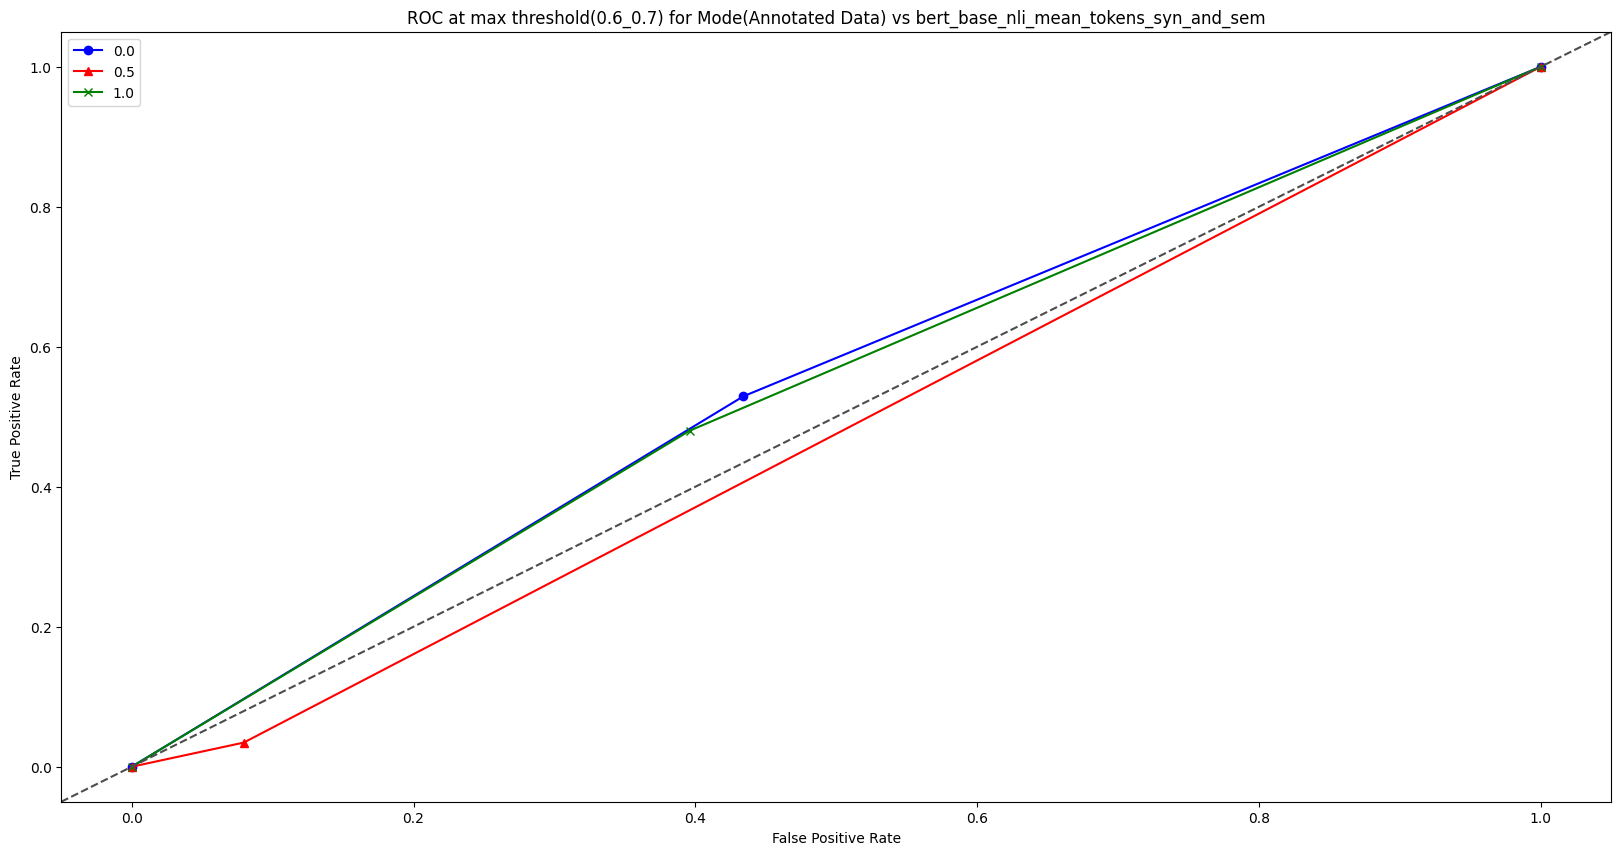 ROC at max threshold(0.6_0.7) for Mode(Annotated Data) vs bert_base_nli_mean_tokens_syn_and_sem
0.0
0.5
1.0
True Positive Rate
1.0
0.8
0.6
0.4
0.2
0.0
0.0 0.2 0.4 0.6 0.8 1.0
False Positive Rate